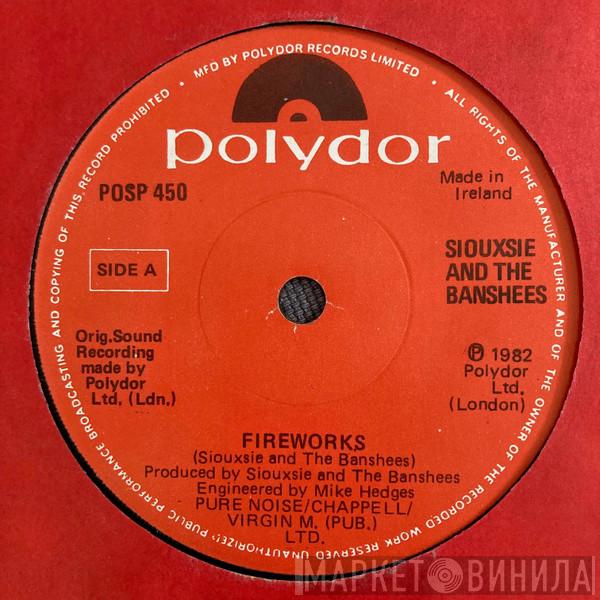 MFD BY POLYDOR RECORDS LIMITED • ALL RIGHTS OF THE MANUFACTURER AND OF THE OWNER OF THE RECORDED WORK RESERVED UNAUTHORIZED PUBLIC PERFORMANCE BROADCASTING AND COPYING OF THIS RECORD PROHIBITED •
polydor
POSP 450
Made in
Ireland
SIDE A
SIOUXSIE
AND THE
BANSHEES
Orig.Sound
Recording
made by
Polydor
Ltd. (Ldn.)
℗ 1982
Polydor
Ltd.
(London)
FIREWORKS
(Siouxsie and The Banshees)
Produced by Siouxsie and The Banshees
Engineered by Mike Hedges
PURE NOISE/CHAPPELL/
VIRGIN M. (PUB.)
LTD.
МАРКЕТ ВИНИЛА